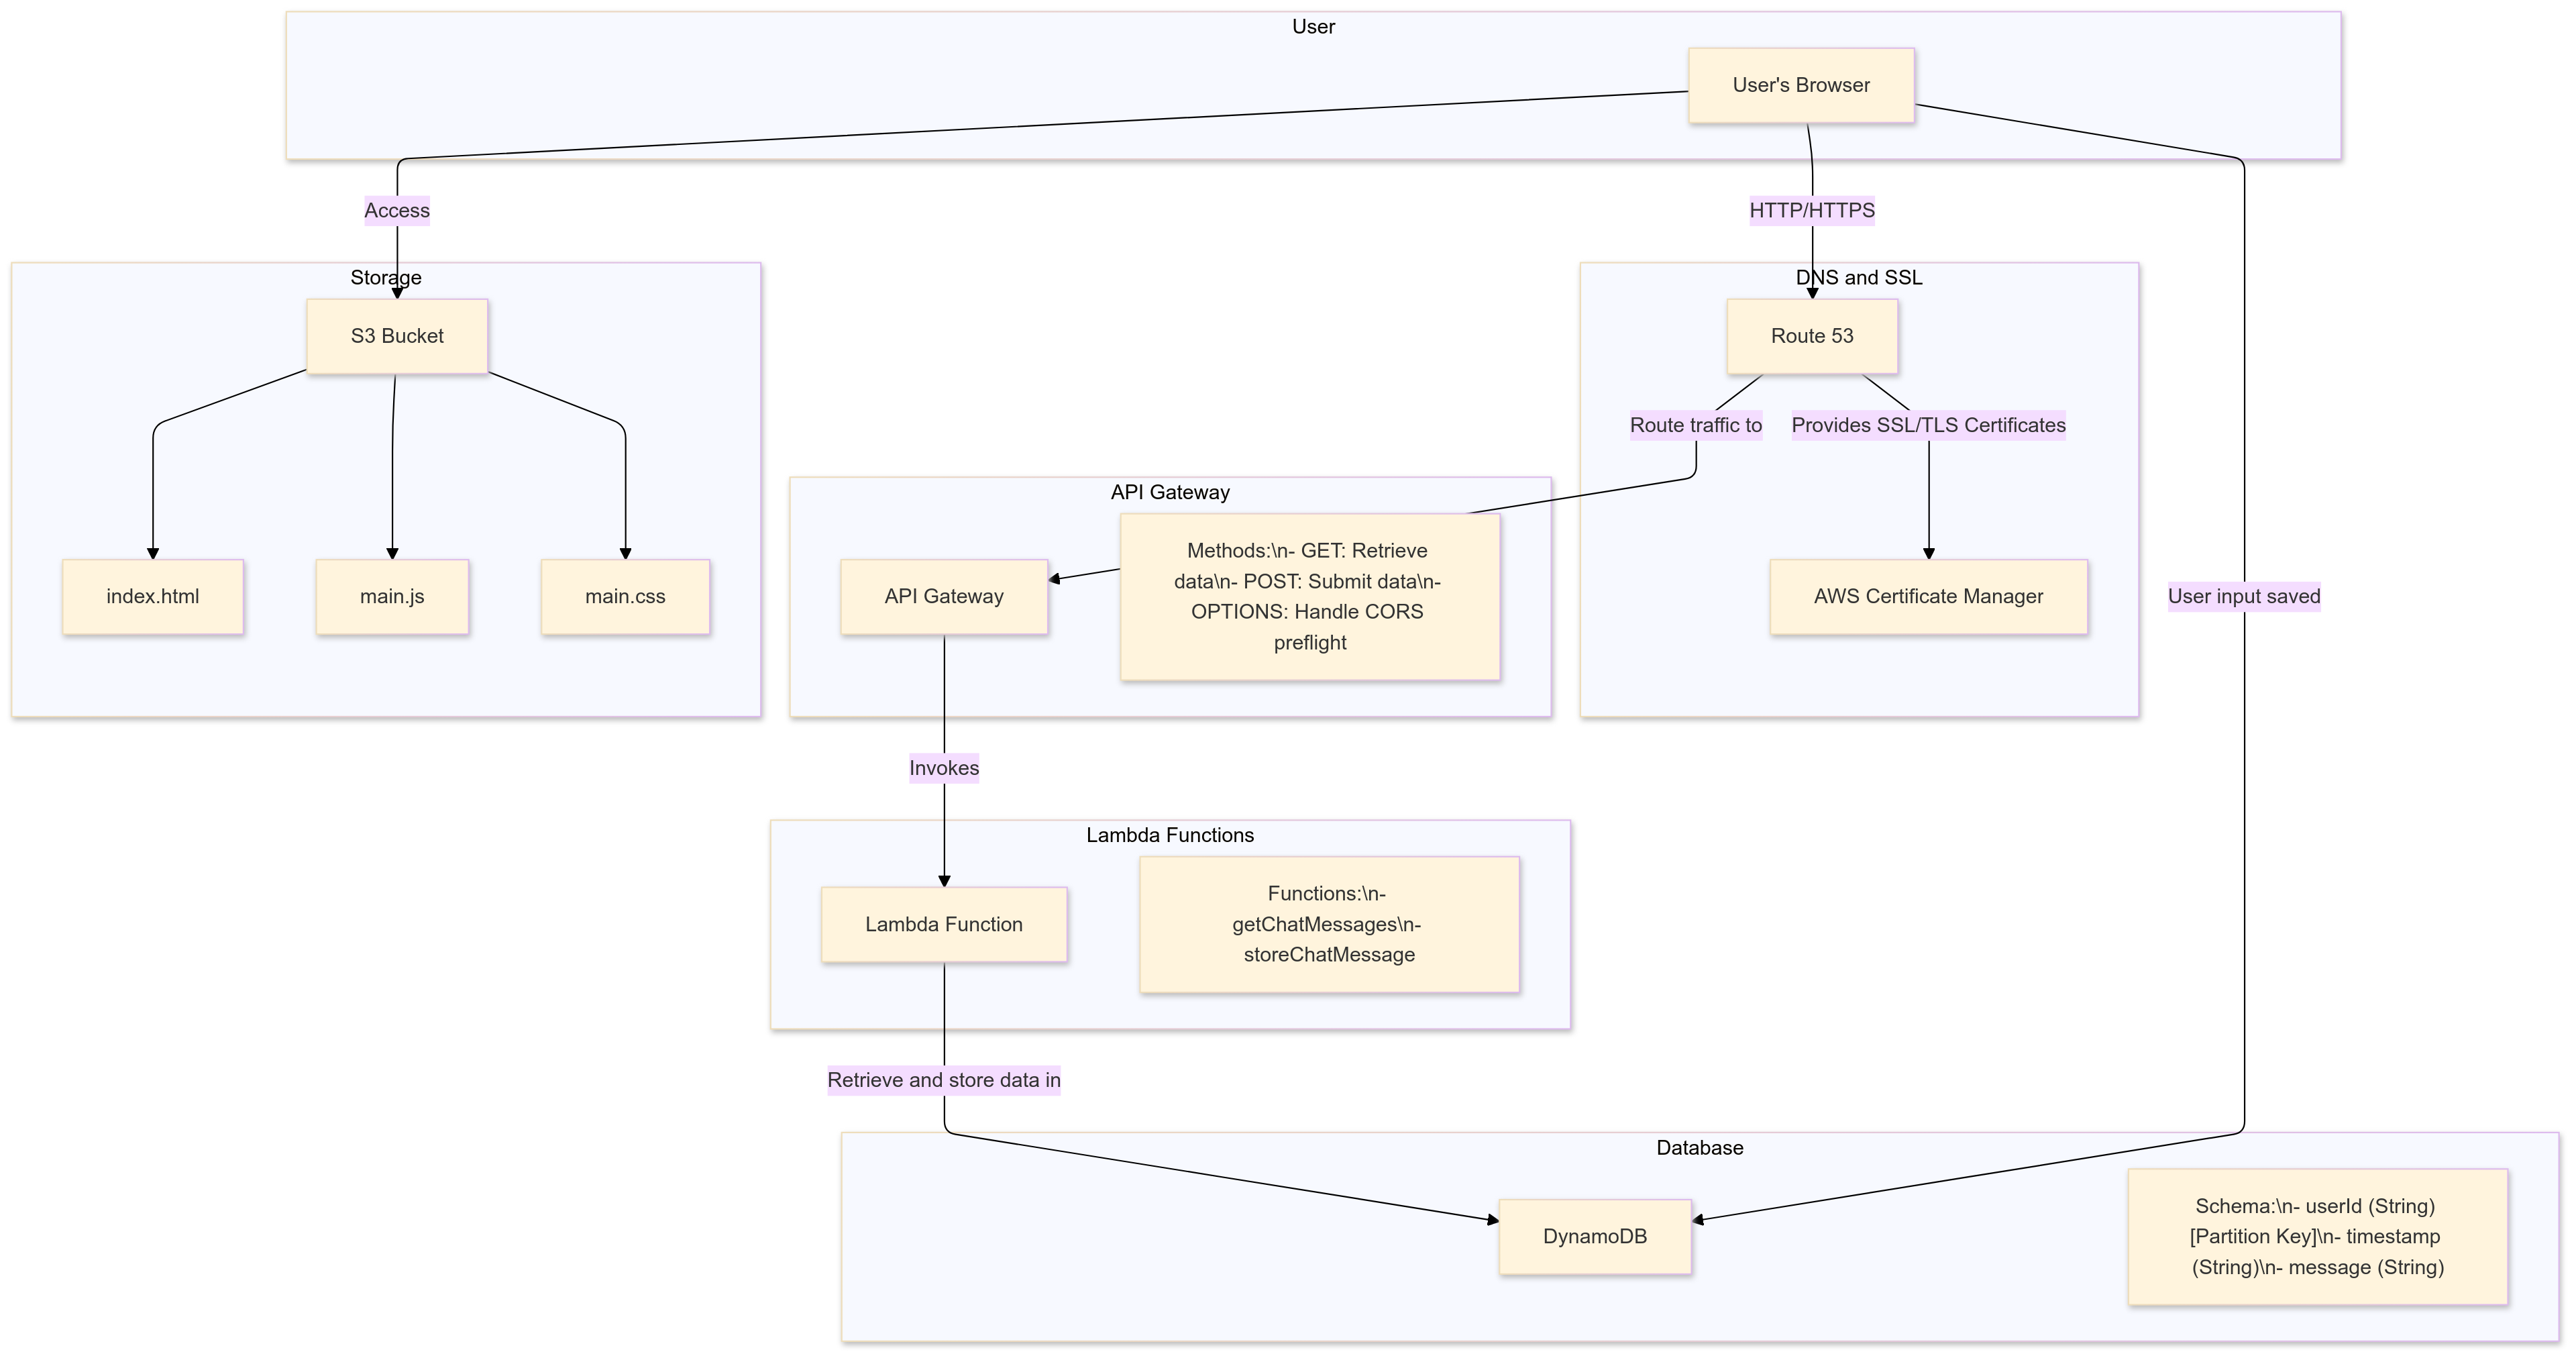 User
User's Browser
Access
HTTP/HTTPS
Storage
DNS and SSL
S3 Bucket
Route 53
Route traffic to
Provides SSL/TLS Certificates
API Gateway
Methods:\n- GET: Retrieve
data\n- POST: Submit data\n-
OPTIONS: Handle CORS
preflight
index.html
main.js
main.css
API Gateway
AWS Certificate Manager
User input saved
Invokes
Lambda Functions
Lambda Function
Functions:\n-
getChatMessages\n-
storeChatMessage
Retrieve and store data in
Database
DynamoDB
Schema:\n- userId (String)
[Partition Key]\n- timestamp
(String)\n- message (String)